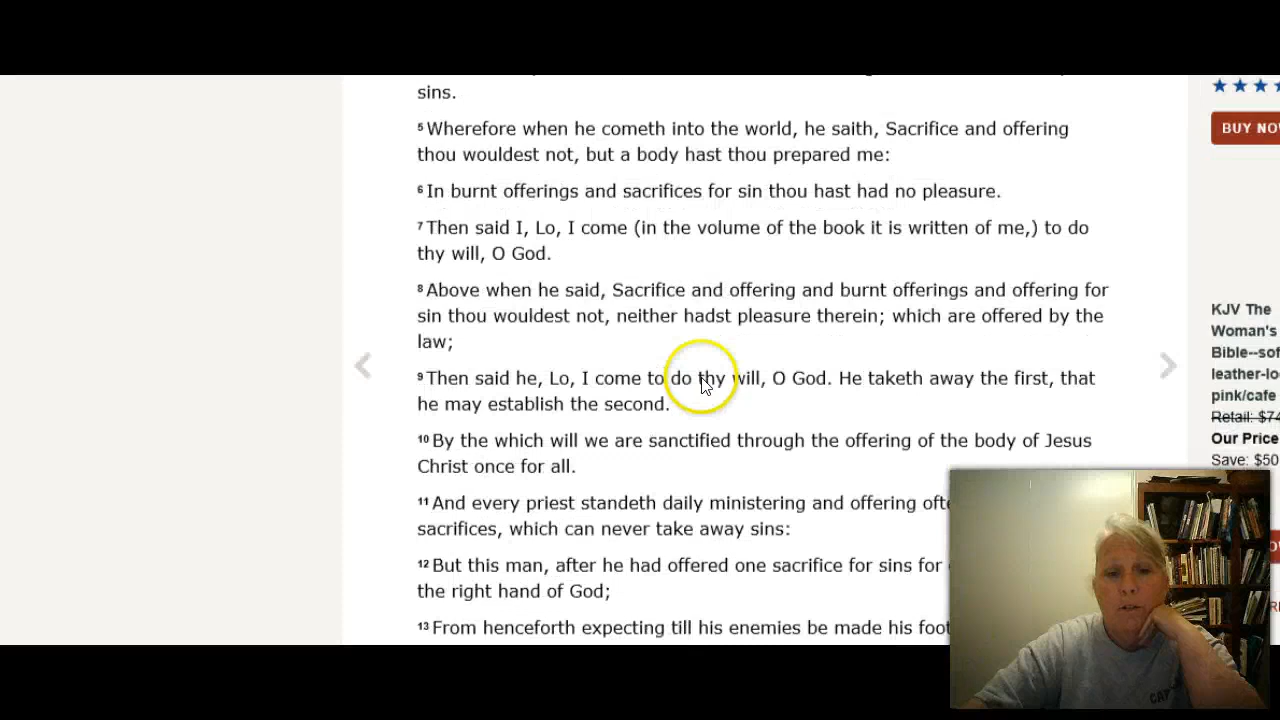 sins.
5 Wherefore when he cometh into the world, he saith, Sacrifice and offering
thou wouldest not, but a body hast thou prepared me:
6 In burnt offerings and sacrifices for sin thou hast had no pleasure.
7 Then said I, Lo, I come (in the volume of the book it is written of me,) to do
thy will, O God.
8 Above when he said, Sacrifice and offering and burnt offerings and offering for
sin thou wouldest not, neither hadst pleasure therein; which are offered by the
law;
9 Then said he, Lo, I come to do thy will, O God. He taketh away the first, that
he may establish the second.
10 By the which will we are sanctified through the offering of the body of Jesus
Christ once for all.
11 And every priest standeth daily ministering and offering ofte
sacrifices, which can never take away sins:
12 But this man, after he had offered one sacrifice for sins for
the right hand of God;
13 From henceforth expecting till his enemies be made his foot
BUY NO
KJV The
Woman's
Bible--sof
leather-loo
pink/cafe
Retail: $74
Our Price
Save: $50